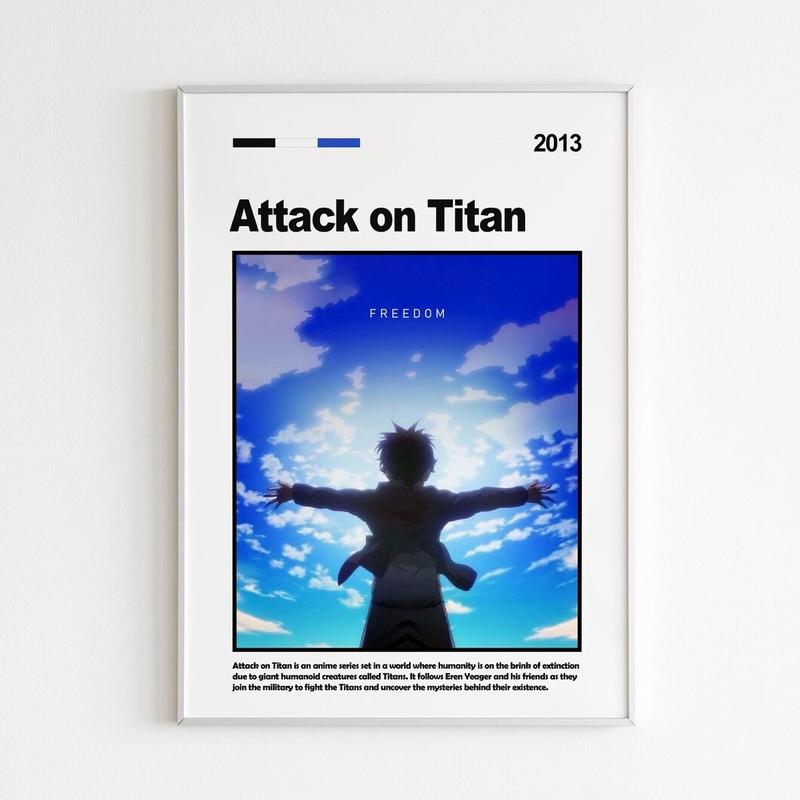 2013
Attack on Titan
FREEDOM
Attack on Titan is an anime series set in a world where humanity is on the brink of extinction
due to giant humanoid creatures called Titans. It follows Eren Yeager and his friends as they
join the military to fight the Titans and uncover the mysteries behind their existence.